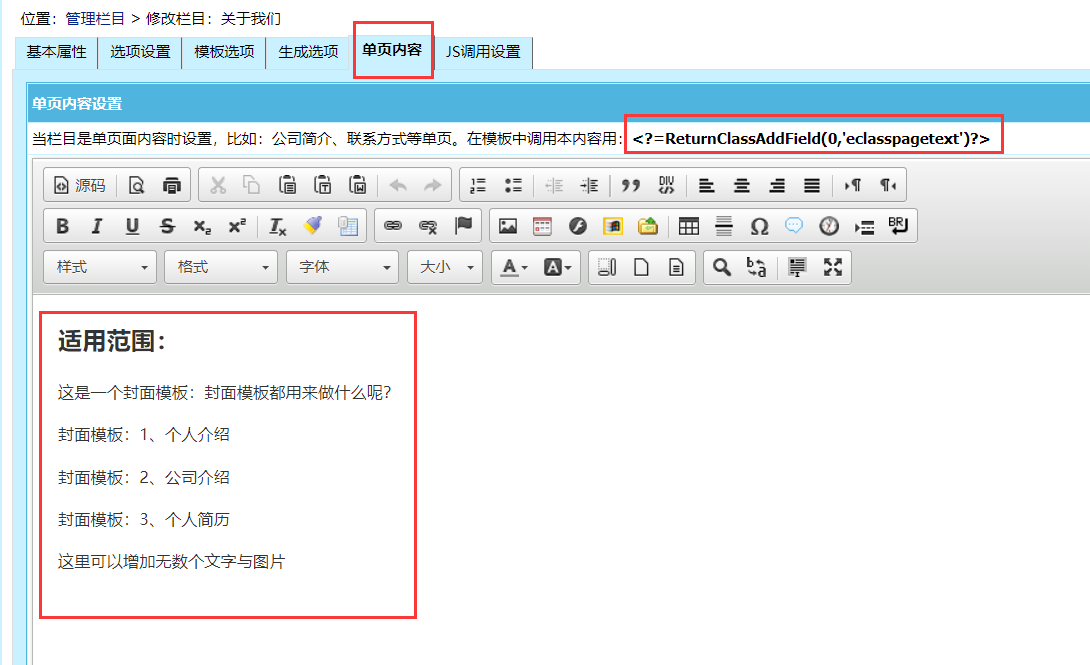 位置：管理栏目 > 修改栏目：关于我们
基本属性 选项设置 模板选项 生成选项 单页内容 JS调用设置
单页内容设置
当栏目是单页面内容时设置，比如：公司简介、联系方式等单页。在模板中调用本内容用：<?=ReturnClassAddField(0,'eclasspagetext')?>
源码
样式 格式 字体 大小
适用范围：
这是一个封面模板：封面模板都用来做什么呢？
封面模板：1、个人介绍
封面模板：2、公司介绍
封面模板：3、个人简历
这里可以增加无数个文字与图片